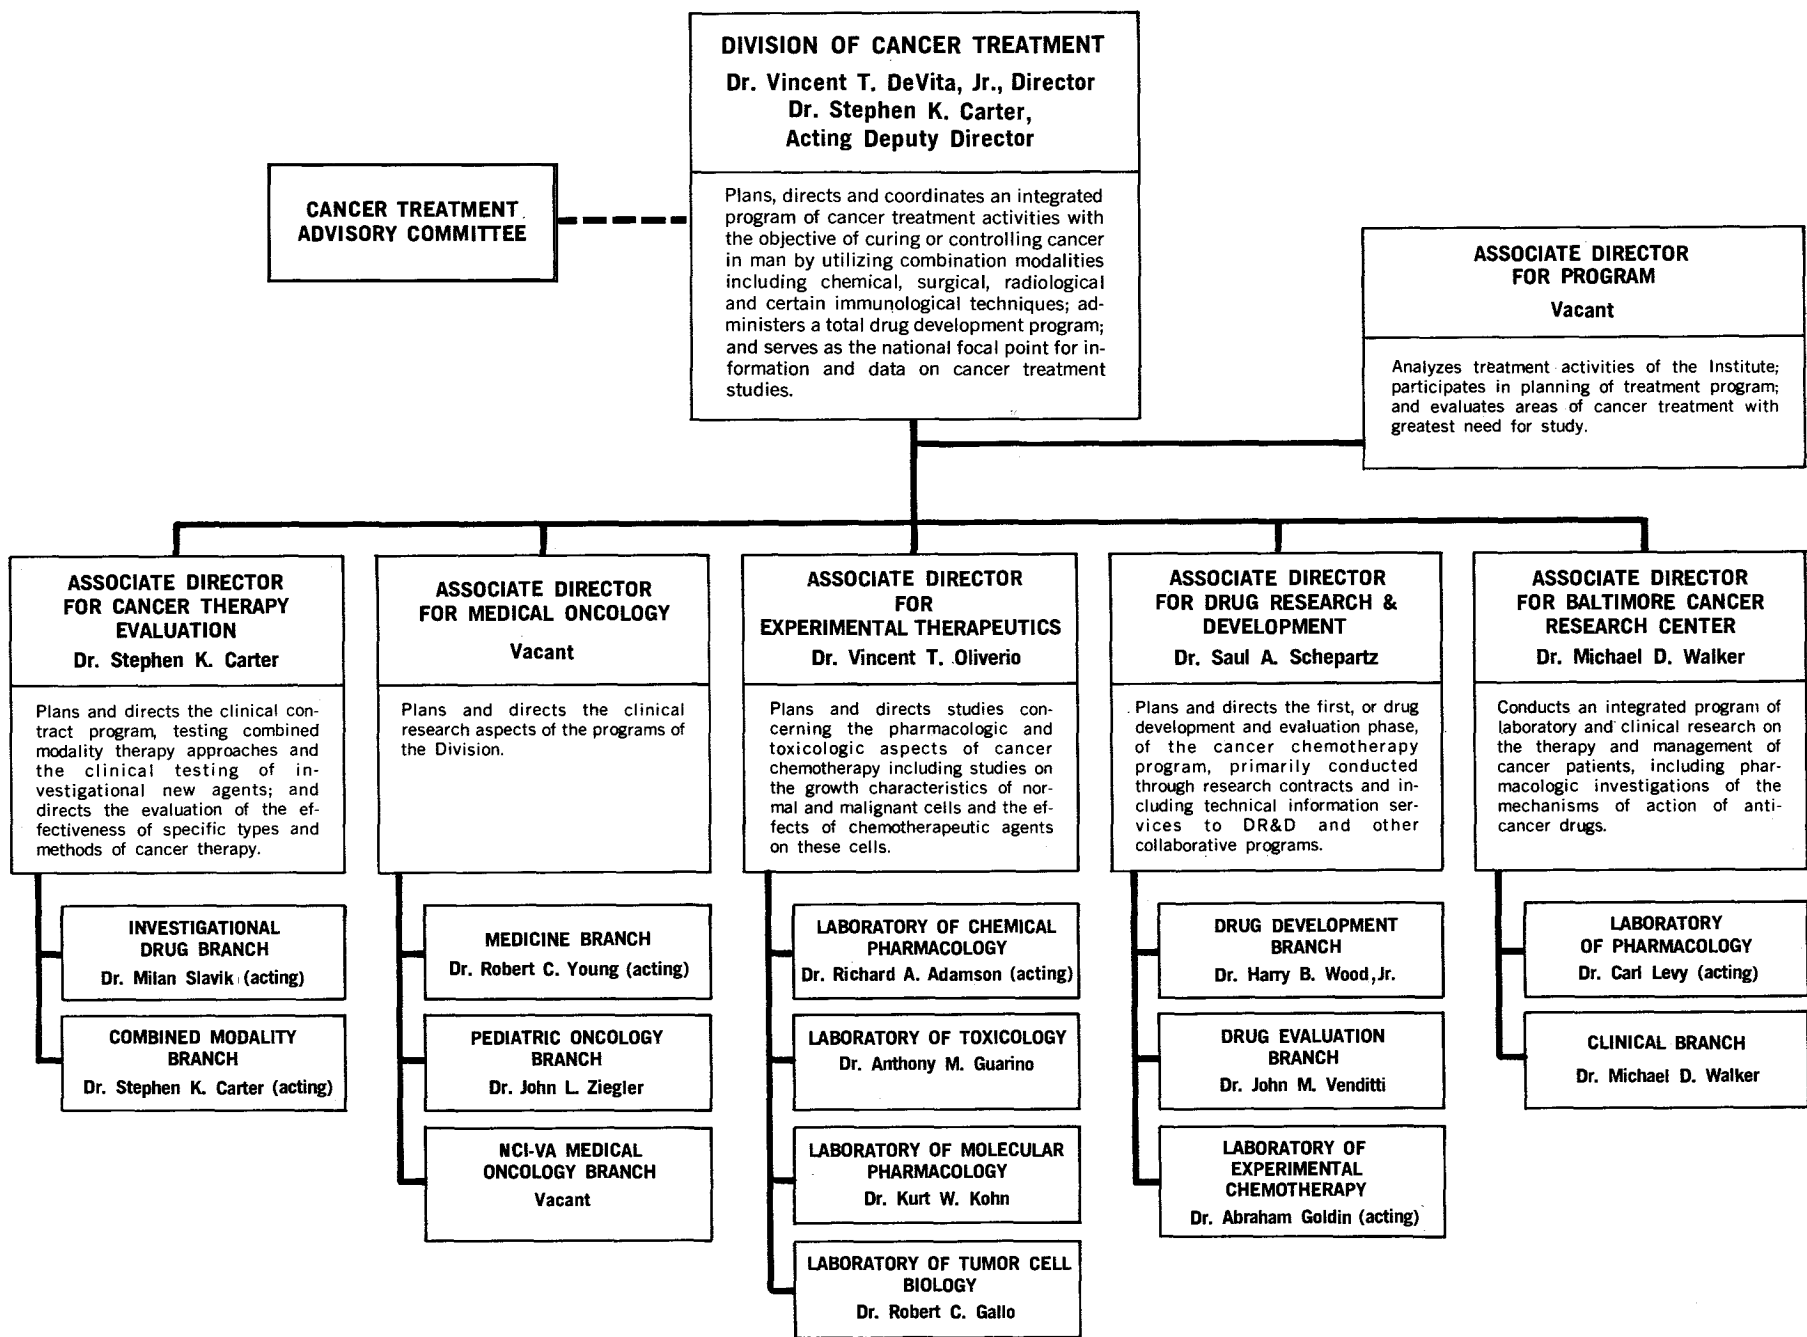 DIVISION OF CANCER TREATMENT
Dr. Vincent T. DeVita, Jr., Director
Dr. Stephen K. Carter,
Acting Deputy Director
Plans, directs and coordinates an integrated
program of cancer treatment activities with
the objective of curing or controlling cancer
in man by utilizing combination modalities
including chemical, surgical, radiological
and certain immunological techniques; ad-
ministers a total drug development program;
and serves as the national focal point for in-
formation and data on cancer treatment
studies.
CANCER TREATMENT
ADVISORY COMMITTEE
ASSOCIATE DIRECTOR
FOR PROGRAM
Vacant
Analyzes treatment activities of the Institute;
participates in planning of treatment program;
and evaluates areas of cancer treatment with
greatest need for study.
ASSOCIATE DIRECTOR
FOR CANCER THERAPY
EVALUATION
Dr. Stephen K. Carter
Plans and directs the clinical con-
tract program, testing combined
modality therapy approaches and
the clinical testing of in-
vestigational new agents; and
directs the evaluation of the ef-
fectiveness of specific types and
methods of cancer therapy.
INVESTIGATIONAL
DRUG BRANCH
Dr. Milan Slavik (acting)
COMBINED MODALITY
BRANCH
Dr. Stephen K. Carter (acting)
ASSOCIATE DIRECTOR
FOR MEDICAL ONCOLOGY
Vacant
Plans and directs the clinical
research aspects of the programs of
the Division.
MEDICINE BRANCH
Dr. Robert C. Young (acting)
PEDIATRIC ONCOLOGY
BRANCH
Dr. John L. Ziegler
NCI-VA MEDICAL
ONCOLOGY BRANCH
Vacant
ASSOCIATE DIRECTOR
FOR
EXPERIMENTAL THERAPEUTICS
Dr. Vincent T. Oliverio
Plans and directs studies con-
cerning the pharmacologic and
toxicologic aspects of cancer
chemotherapy including studies on
the growth characteristics of nor-
mal and malignant cells and the ef-
fects of chemotherapeutic agents
on these cells.
LABORATORY OF CHEMICAL
PHARMACOLOGY
Dr. Richard A. Adamson (acting)
LABORATORY OF TOXICOLOGY
Dr. Anthony M. Guarino
LABORATORY OF MOLECULAR
PHARMACOLOGY
Dr. Kurt W. Kohn
LABORATORY OF TUMOR CELL
BIOLOGY
Dr. Robert C. Gallo
ASSOCIATE DIRECTOR
FOR DRUG RESEARCH &
DEVELOPMENT
Dr. Saul A. Schepartz
Plans and directs the first, or drug
development and evaluation phase,
of the cancer chemotherapy
program, primarily conducted
through research contracts and in-
cluding technical information ser-
vices to DR&D and other
collaborative programs.
DRUG DEVELOPMENT
BRANCH
Dr. Harry B. Wood, Jr.
DRUG EVALUATION
BRANCH
Dr. John M. Venditti
LABORATORY OF
EXPERIMENTAL
CHEMOTHERAPY
Dr. Abraham Goldin (acting)
ASSOCIATE DIRECTOR
FOR BALTIMORE CANCER
RESEARCH CENTER
Dr. Michael D. Walker
Conducts an integrated program of
laboratory and clinical research on
the therapy and management of
cancer patients, including phar-
macologic investigations of the
mechanisms of action of anti-
cancer drugs.
LABORATORY
OF PHARMACOLOGY
Dr. Carl Levy (acting)
CLINICAL BRANCH
Dr. Michael D. Walker